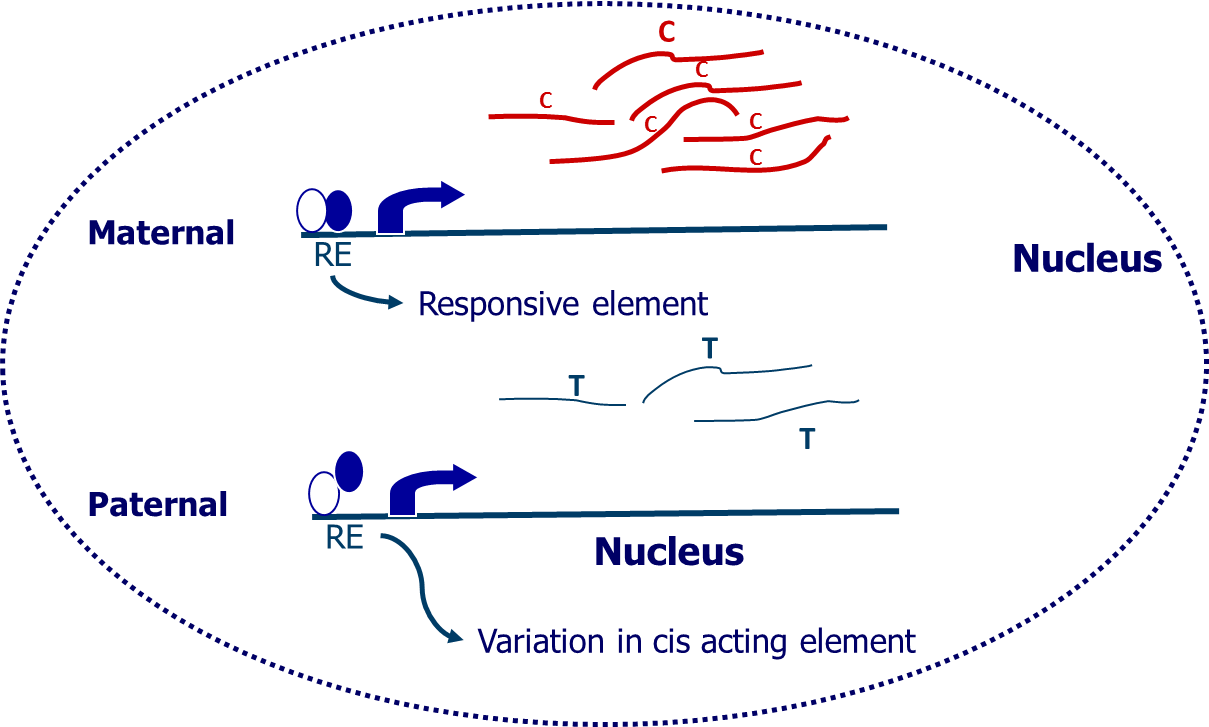 C
C
C
C
C
C
Maternal
RE
Nucleus
Responsive element
T
T
T
Paternal
RE
Nucleus
Variation in cis acting element